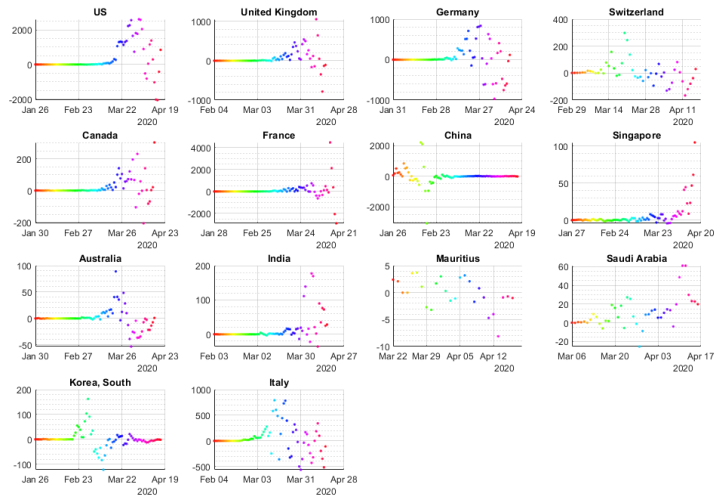 US
2000
0
-2000
Jan 26 Feb 23 Mar 22 Apr 19
2020
United Kingdom
1000
0
-1000
Feb 04 Mar 03 Mar 31 Apr 28
2020
Germany
1000
0
-1000
Jan 31 Feb 28 Mar 27 Apr 24
2020
Switzerland
400
200
0
-200
Feb 29 Mar 14 Mar 28 Apr 11
2020
Canada
200
0
-200
Jan 30 Feb 27 Mar 26 Apr 23
2020
France
4000
2000
0
-2000
Jan 28 Feb 25 Mar 24 Apr 21
2020
China
2000
0
-2000
Jan 26 Feb 23 Mar 22 Apr 19
2020
Singapore
100
50
0
Jan 27 Feb 24 Mar 23 Apr 20
2020
Australia
100
50
0
-50
Jan 30 Feb 27 Mar 26 Apr 23
2020
India
200
100
0
Feb 03 Mar 02 Mar 30 Apr 27
2020
Mauritius
5
0
-5
-10
Mar 22 Mar 29 Apr 05 Apr 12
2020
Saudi Arabia
60
40
20
0
-20
Mar 06 Mar 20 Apr 03 Apr 17
2020
Korea, South
200
100
0
-100
Jan 26 Feb 23 Mar 22 Apr 19
2020
Italy
1000
500
0
-500
Feb 04 Mar 03 Mar 31 Apr 28
2020